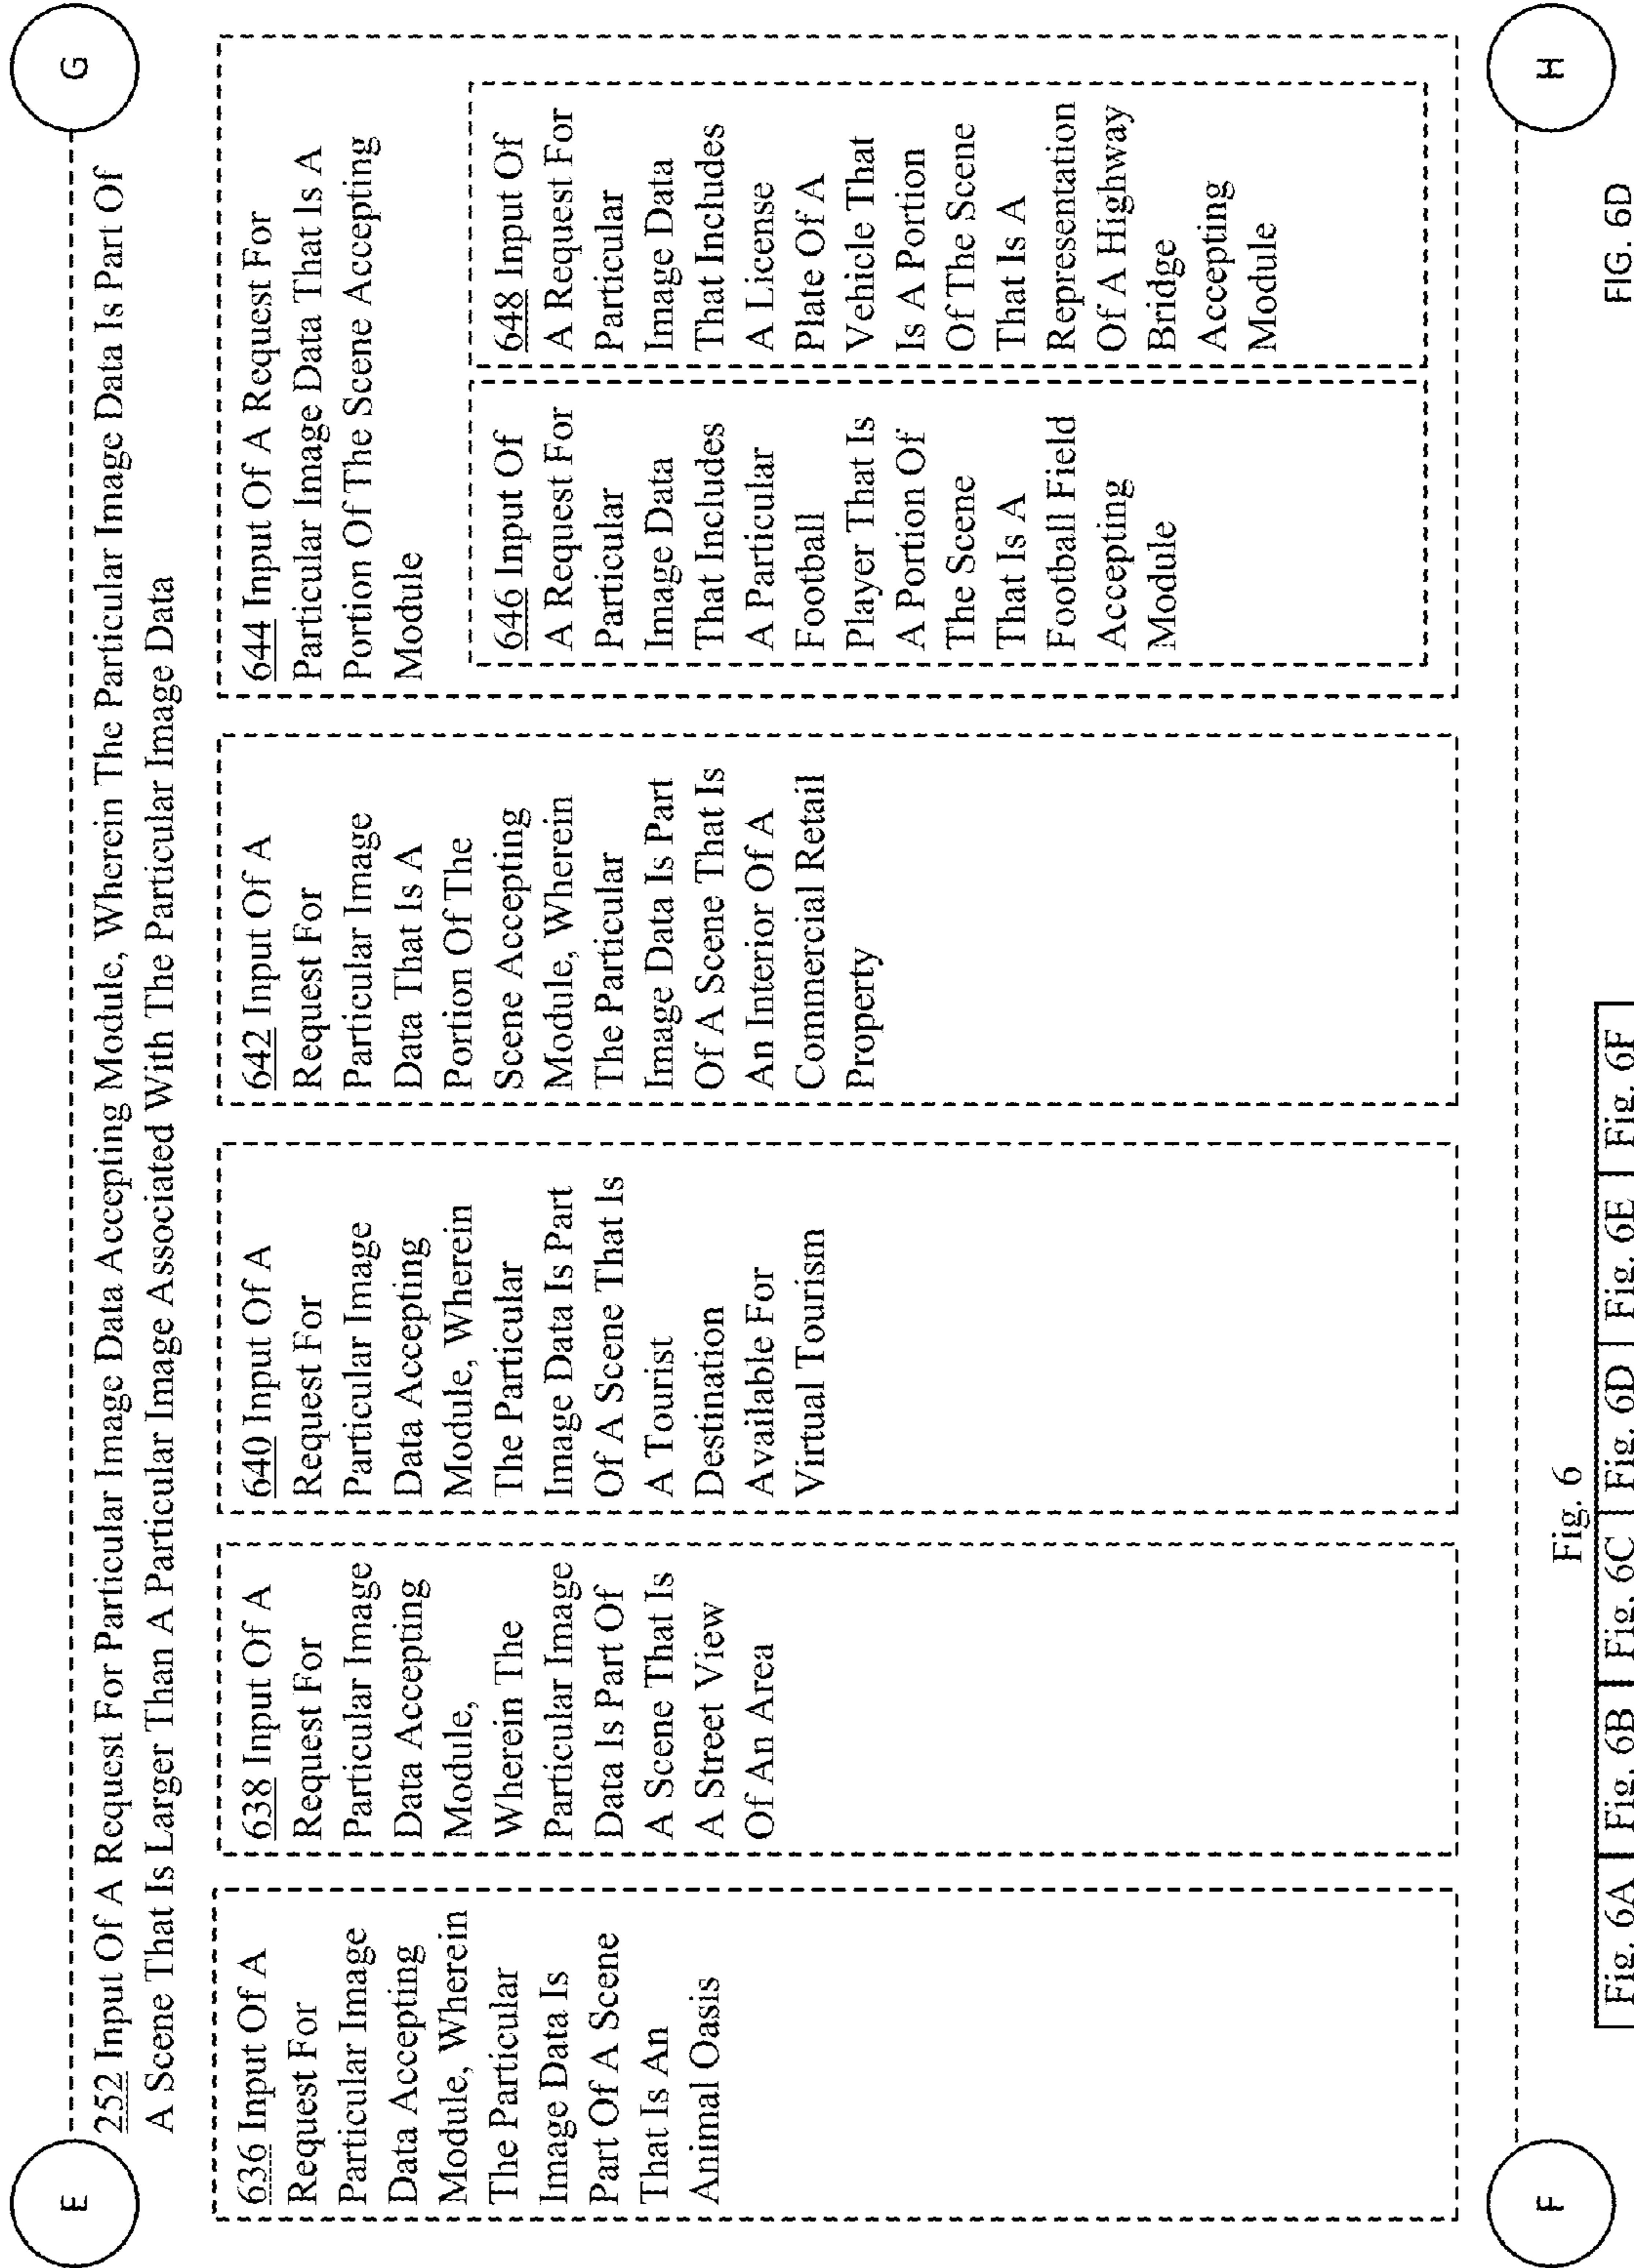 E
G
252 Input Of A Request For Particular Image Data Accepting Module, Wherein The Particular Image Data Is Part Of
A Scene That Is Larger Than A Particular Image Associated With The Particular Image Data
636 Input Of A
Request For
Particular Image
Data Accepting
Module, Wherein
The Particular
Image Data Is
Part Of A Scene
That Is An
Animal Oasis
638 Input Of A
Request For
Particular Image
Data Accepting
Module,
Wherein The
Particular Image
Data Is Part Of
A Scene That Is
A Street View
Of An Area
640 Input Of A
Request For
Particular Image
Data Accepting
Module, Wherein
The Particular
Image Data Is Part
Of A Scene That Is
A Tourist
Destination
Available For
Virtual Tourism
642 Input Of A
Request For
Particular Image
Data That Is A
Portion Of The
Scene Accepting
Module, Wherein
The Particular
Image Data Is Part
Of A Scene That Is
An Interior Of A
Commercial Retail
Property
644 Input Of A Request For
Particular Image Data That Is A
Portion Of The Scene Accepting
Module
646 Input Of
A Request For
Particular
Image Data
That Includes
A Particular
Football
Player That Is
A Portion Of
The Scene
That Is A
Football Field
Accepting
Module
648 Input Of
A Request For
Particular
Image Data
That Includes
A License
Plate Of A
Vehicle That
Is A Portion
Of The Scene
That Is A
Representation
Of A Highway
Bridge
Accepting
Module
F
H
Fig. 6
Fig. 6A Fig. 6B Fig. 6C Fig. 6D Fig. 6E Fig. 6F
FIG. 6D